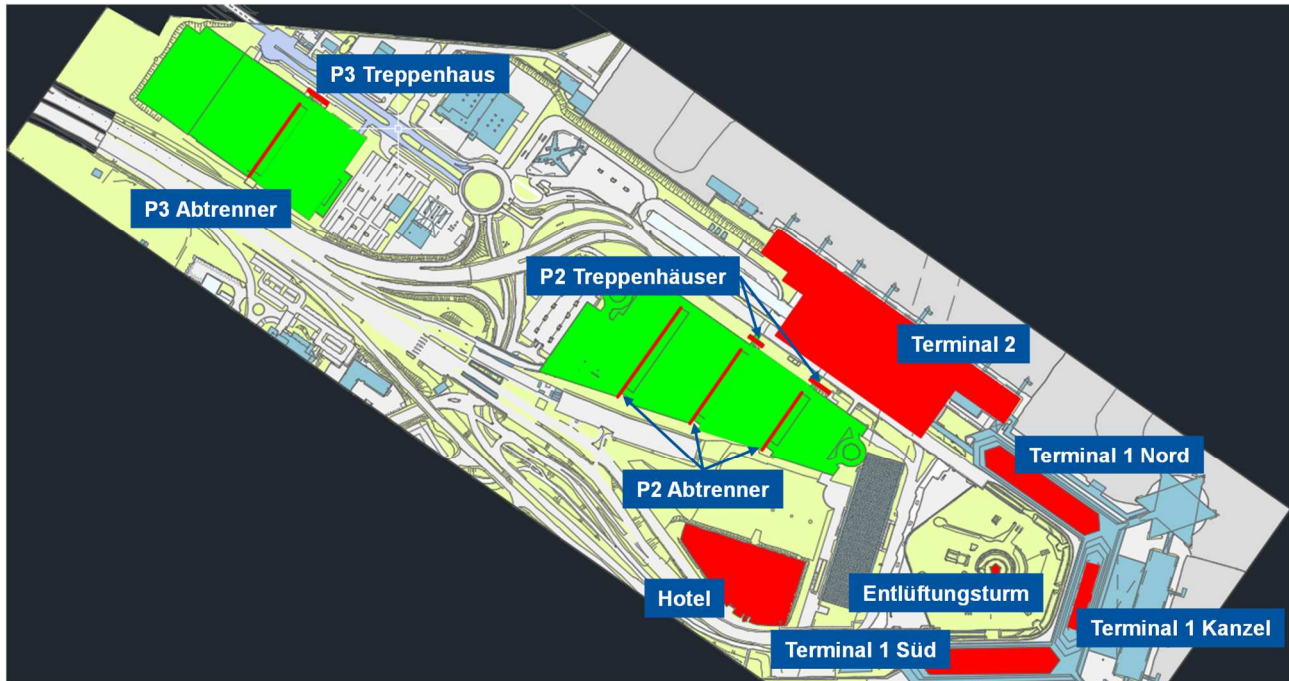 P3 Treppenhaus
P3 Abtrenner
P2 Treppenhäuser
Terminal 2
Terminal 1 Nord
P2 Abtrenner
Hotel
Entlüftungsturm
Terminal 1 Kanzel
Terminal 1 Süd